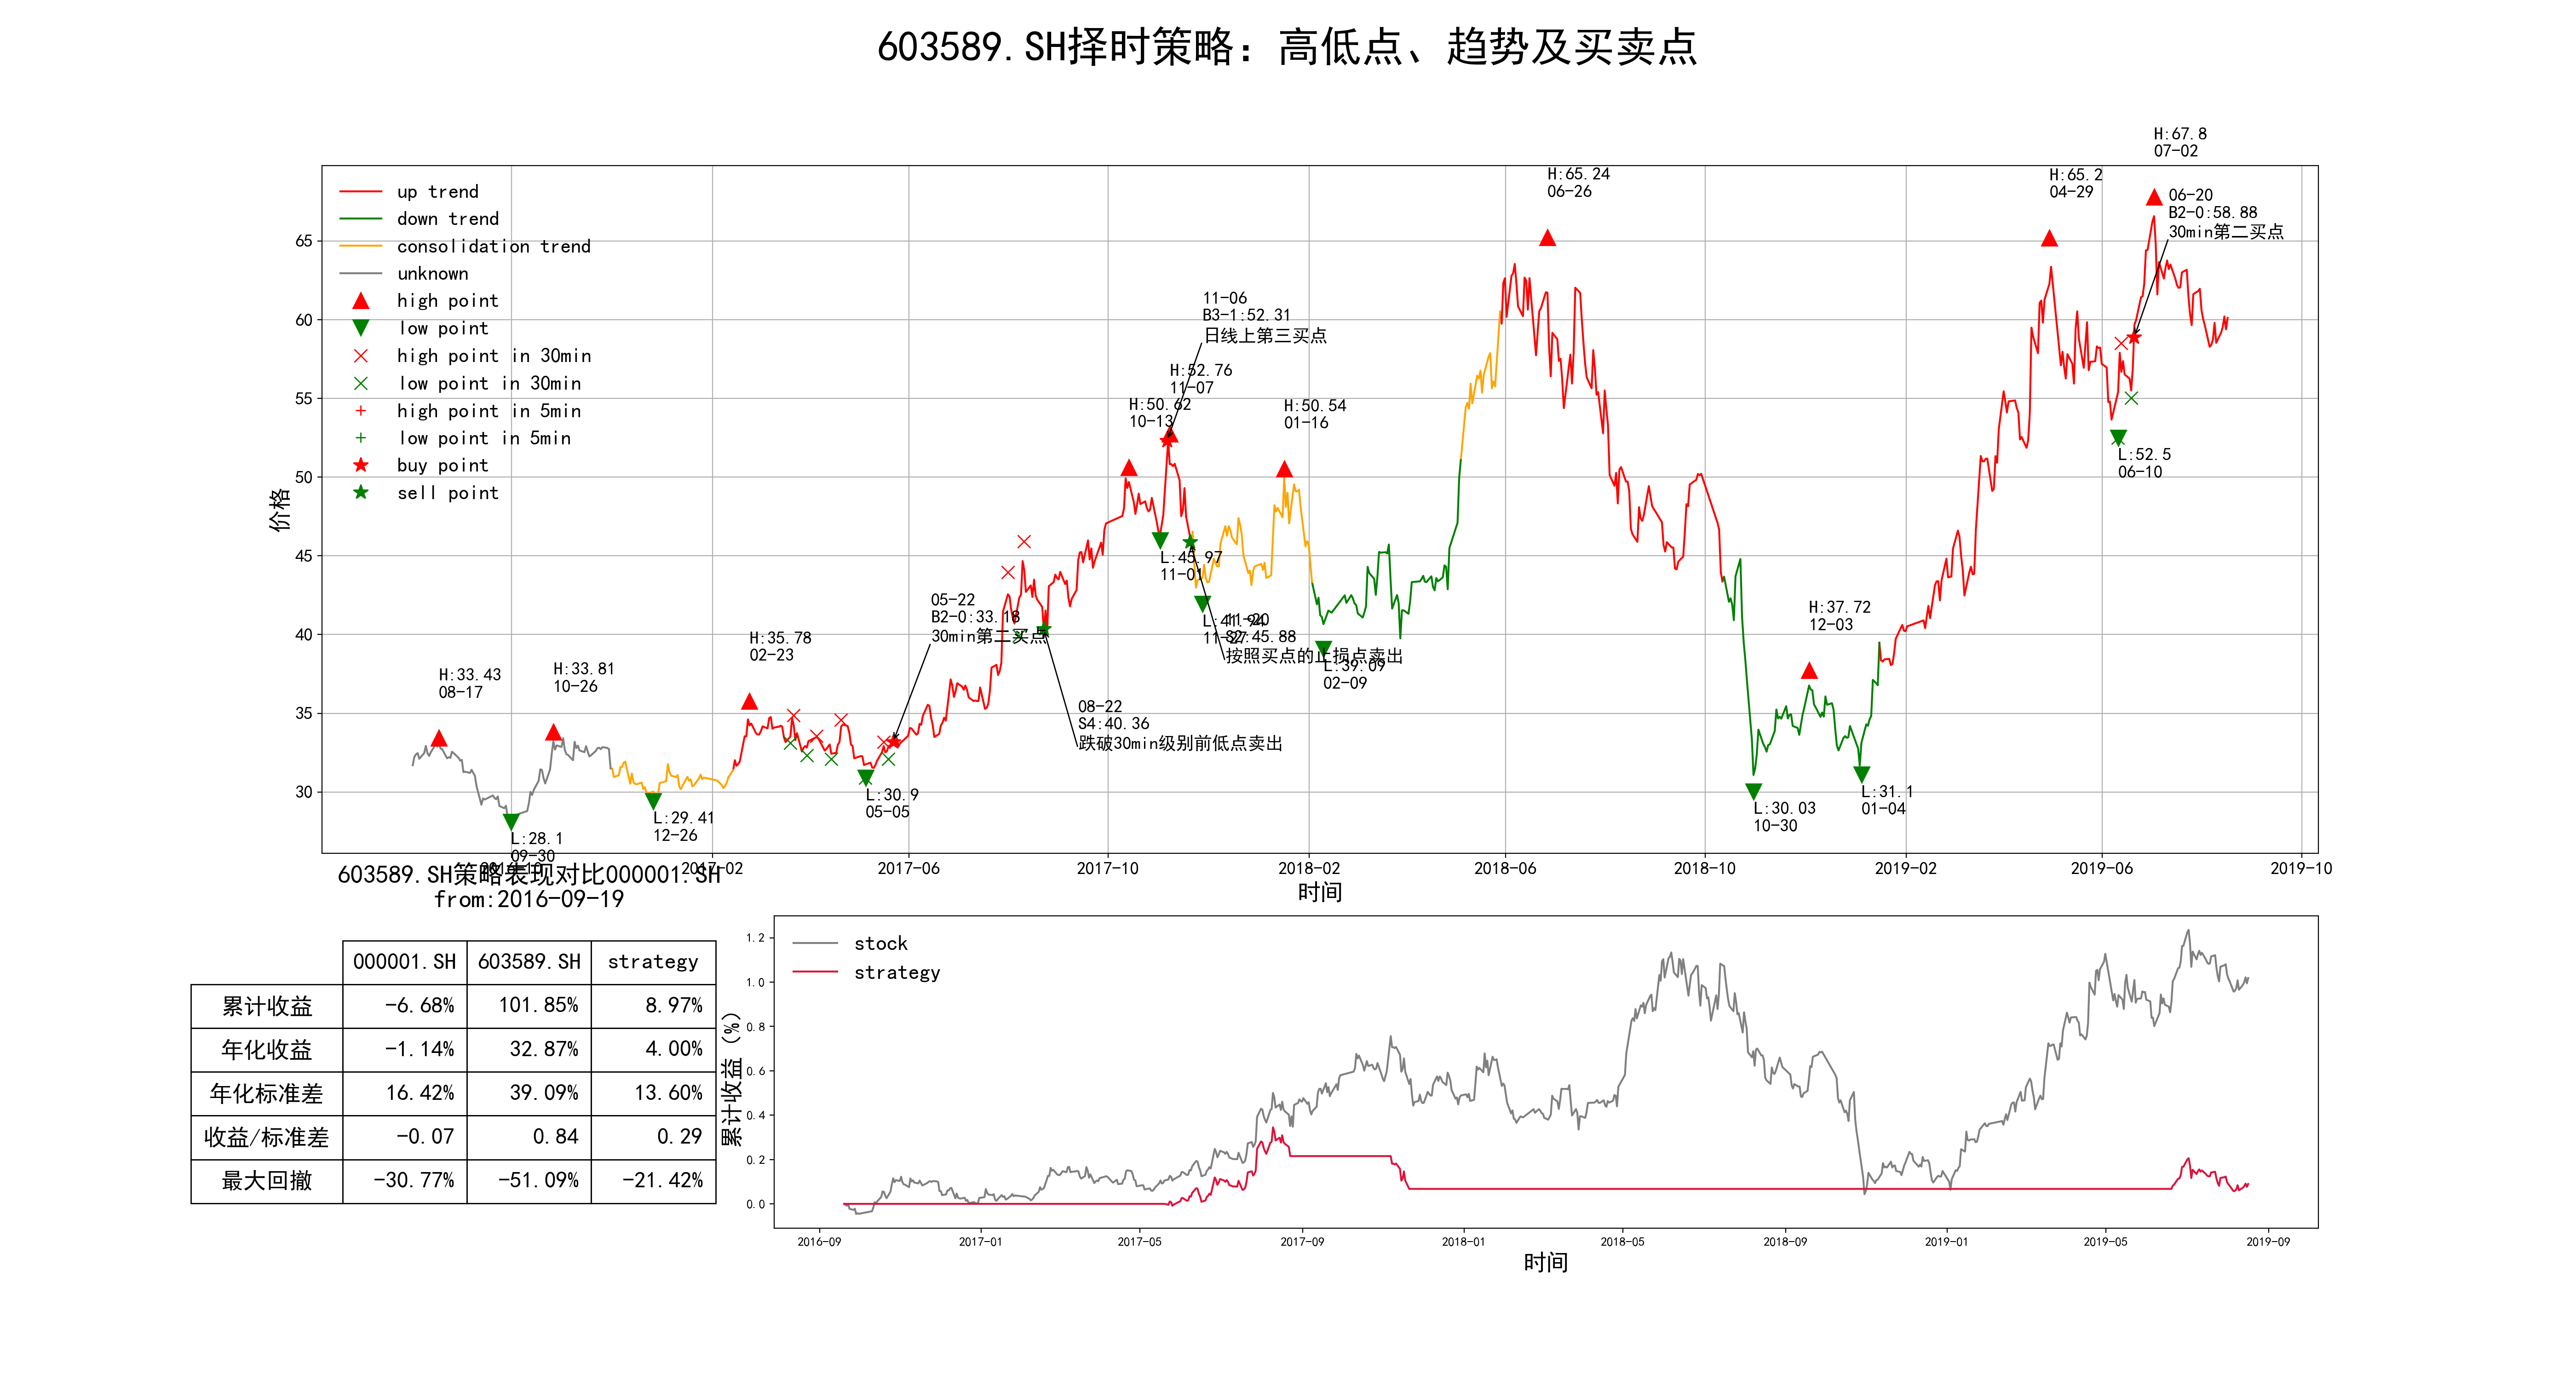 603589.SH择时策略：高低点、趋势及买卖点
up trend
down trend
consolidation trend
unknown
high point
low point
high point in 30min
low point in 30min
high point in 5min
low point in 5min
buy point
sell point
价格
65
60
55
50
45
40
35
30
H:33.43
08-17
L:28.1
09-30
H:33.81
10-26
L:29.41
12-26
H:35.78
02-23
L:30.9
05-05
05-22
B2-0:33.18
30min第二买点
08-22
S4:40.36
跌破30min级别前低点卖出
H:50.62
10-13
L:45.97
11-01
11-06
B3-1:52.31
日线上第三买点
H:52.76
11-07
11-20
S2:45.88
按照买点的止损点卖出
L:41.94
11-27
H:50.54
01-16
L:39.09
02-09
H:65.24
06-26
L:30.03
10-30
H:37.72
12-03
L:31.1
01-04
H:65.2
04-29
L:52.5
06-10
06-20
B2-0:58.88
30min第二买点
H:67.8
07-02
2016-10
2017-02
2017-06
2017-10
2018-02
2018-06
2018-10
2019-02
2019-06
2019-10
时间
603589.SH策略表现对比000001.SH
from:2016-09-19
000001.SH 603589.SH strategy
累计收益 -6.68% 101.85% 8.97%
年化收益 -1.14% 32.87% 4.00%
年化标准差 16.42% 39.09% 13.60%
收益/标准差 -0.07 0.84 0.29
最大回撤 -30.77% -51.09% -21.42%
stock
strategy
累计收益 (%)
1.2
1.0
0.8
0.6
0.4
0.2
0.0
2016-09
2017-01
2017-05
2017-09
2018-01
2018-05
2018-09
2019-01
2019-05
2019-09
时间